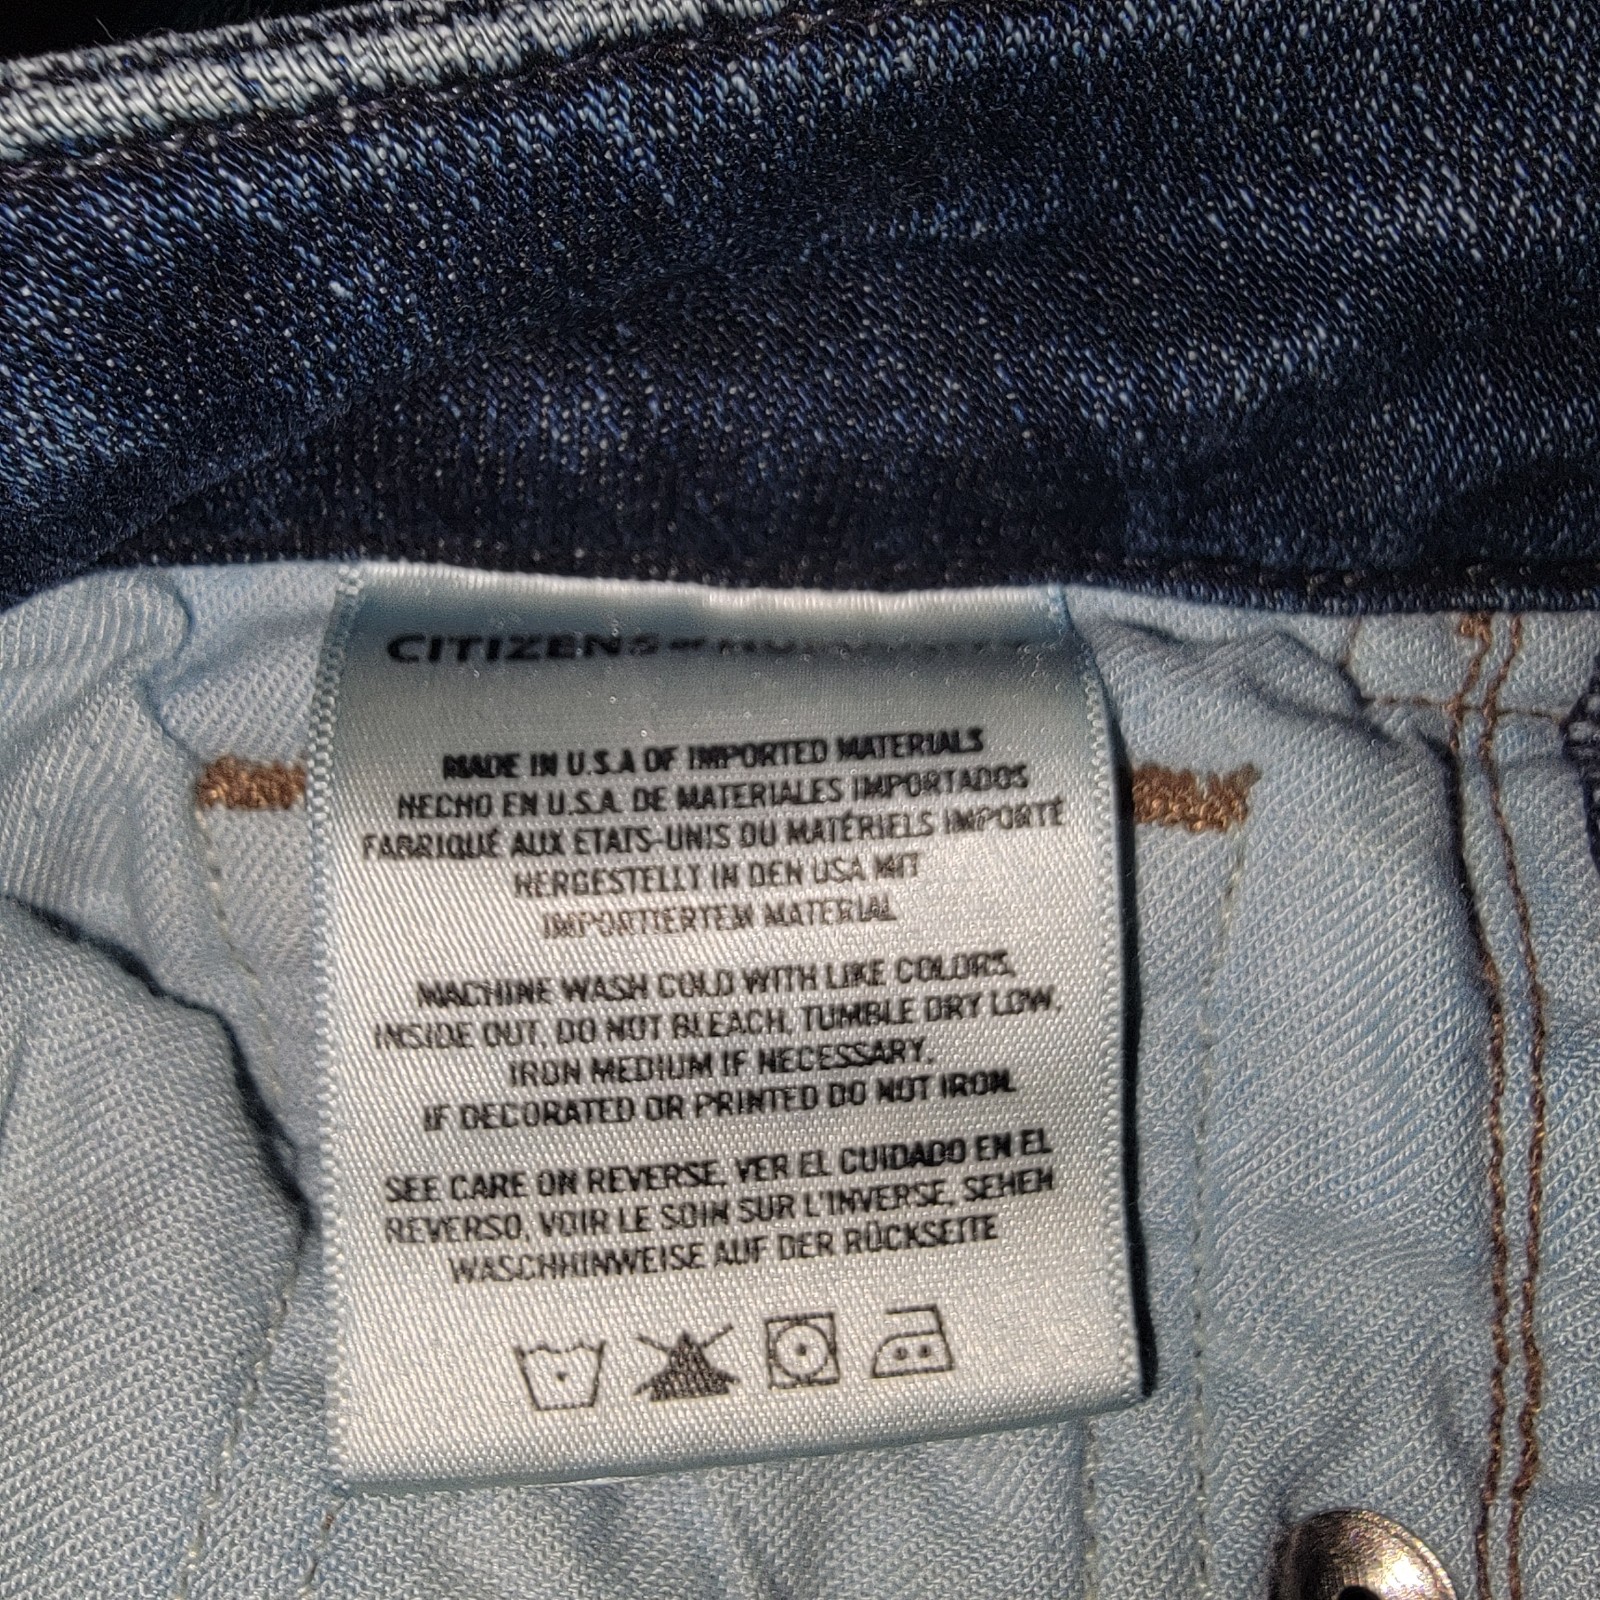 CITIZENS of
MADE IN U.S.A OF IMPORTED MATERIALS
HECHO EN U.S.A. DE MATERIALES IMPORTADOS
FABRIQUÉ AUX ETATS-UNIS DU MATÉRIELS IMPORTÉ
HERGESTELLT IN DEN USA MIT
IMPORTIERTEM MATERIAL
MACHINE WASH COLD WITH LIKE COLORS,
INSIDE OUT, DO NOT BLEACH, TUMBLE DRY LOW,
IRON MEDIUM IF NECESSARY.
IF DECORATED OR PRINTED DO NOT IRON.
SEE CARE ON REVERSE, VER EL CUIDADO EN EL
REVERSO, VOIR LE SOIN SUR L'INVERSE, SEHEN
WASCHHINWEISE AUF DER RÜCKSEITE